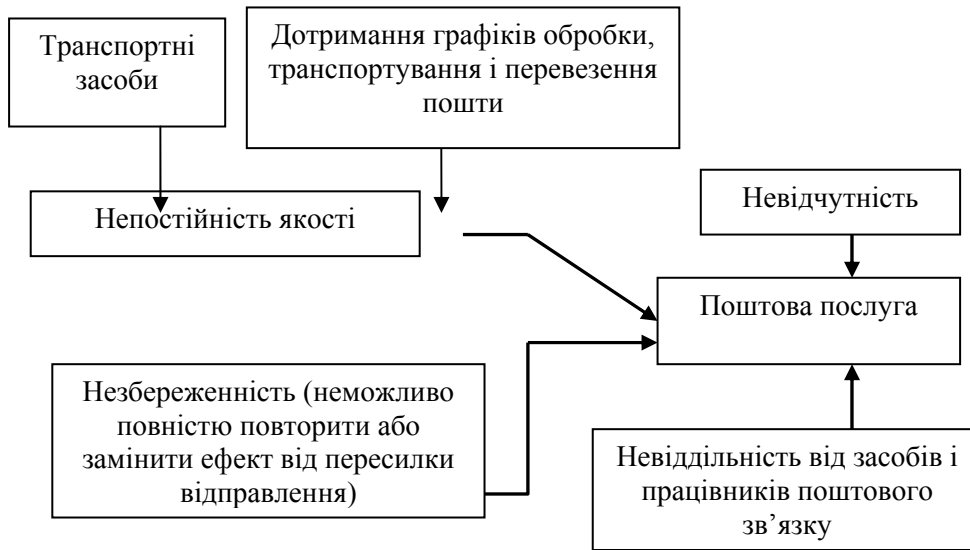 Транспортні
засоби
Дотримання графіків обробки,
транспортування і перевезення
пошти
Непостійність якості
Невідчутність
Поштова послуга
Незбереженність (неможливо
повністю повторити або
замінити ефект від пересилки
відправлення)
Невіддільність від засобів і
працівників поштового
зв’язку